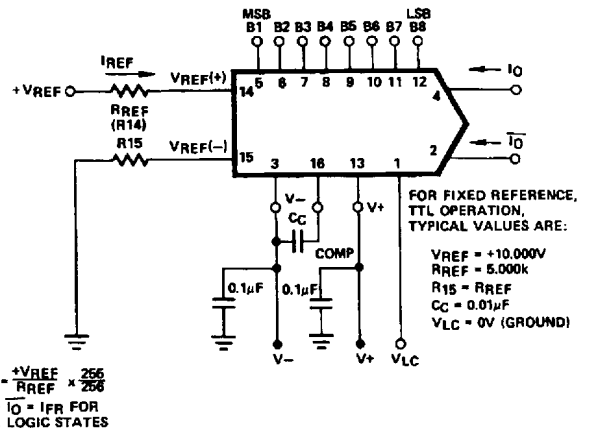 MSB LSB
B1 B2 B3 B4 B5 B6 B7 B8
IREF
+VREF
VREF(+)
RREF
(R14)
R15
VREF(−)
14 5 6 7 8 9 10 11 12
4
IO
15
2
IO
3 16 13 1
V−
CC
V+
COMP
0.1μF
0.1μF
V−
V+
VLC
FOR FIXED REFERENCE,
TTL OPERATION,
TYPICAL VALUES ARE:
VREF = +10.000V
RREF = 5.000k
R15 = RREF
CC = 0.01μF
VLC = 0V (GROUND)
= +VREF/RREF x 255/256
IO = IFR FOR
LOGIC STATES